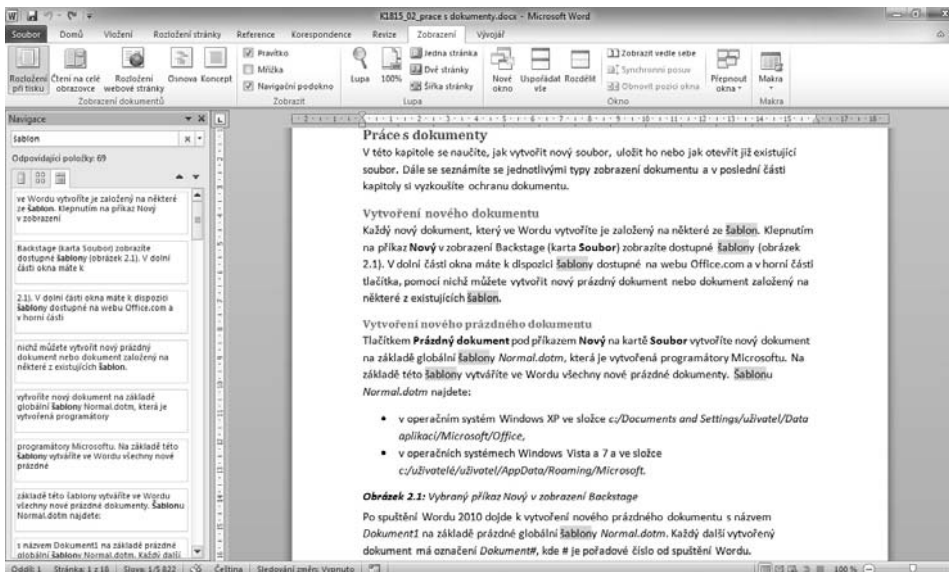 K1815_02_prace s dokumenty.docx - Microsoft Word
Soubor Domů Vložení Rozložení stránky Reference Korespondence Revize Zobrazení Vývojář
Rozložení při tisku
Čtení na celé obrazovce
Rozložení webové stránky
Osnova
Koncept
Zobrazení dokumentů
Pravítko
Mřížka
Navigační podokno
Zobrazit
Lupa
100%
Jedna stránka
Dvě stránky
Šířka stránky
Lupa
Nové okno
Uspořádat vše
Rozdělit
Zobrazit vedle sebe
Synchronní posuv
Obnovit pozici okna
Okno
Přepnout okna
Makra
Makra
Navigace
šablon
Odpovídající položky: 69
ve Wordu vytvoříte je založený na některé
ze šablon. Klepnutím na příkaz Nový
v zobrazení
Backstage (karta Soubor) zobrazíte
dostupné šablony (obrázek 2.1). V dolní
části okna máte k
2.1). V dolní části okna máte k dispozici
šablony dostupné na webu Office.com a
v horní části
nichž můžete vytvořit nový prázdný
dokument nebo dokument založený na
některé z existujících šablon.
vytvoříte nový dokument na základě
globální šablony Normal.dotm, která je
vytvořená programátory
programátory Microsoftu. Na základě této
šablony vytváříte ve Wordu všechny nové
prázdné
základě této šablony vytváříte ve Wordu
všechny nové prázdné dokumenty. Šablonu
Normal.dotm najdete:
s názvem Dokument1 na základě prázdné
globální šablony Normal.dotm. Každý další
Práce s dokumenty
V této kapitole se naučíte, jak vytvořit nový soubor, uložit ho nebo jak otevřít již existující
soubor. Dále se seznámíte se jednotlivými typy zobrazení dokumentu a v poslední části
kapitoly si vyzkoušíte ochranu dokumentu.
Vytvoření nového dokumentu
Každý nový dokument, který ve Wordu vytvoříte je založený na některé ze šablon. Klepnutím
na příkaz Nový v zobrazení Backstage (karta Soubor) zobrazíte dostupné šablony (obrázek
2.1). V dolní části okna máte k dispozici šablony dostupné na webu Office.com a v horní části
tlačítka, pomocí nichž můžete vytvořit nový prázdný dokument nebo dokument založený na
některé z existujících šablon.
Vytvoření nového prázdného dokumentu
Tlačítkem Prázdný dokument pod příkazem Nový na kartě Soubor vytvoříte nový dokument
na základě globální šablony Normal.dotm, která je vytvořená programátory Microsoftu. Na
základě této šablony vytváříte ve Wordu všechny nové prázdné dokumenty. Šablonu
Normal.dotm najdete:
• v operačním systém Windows XP ve složce c:/Documents and Settings/uživatel/Data
aplikací/Microsoft/Office,
• v operačních systémech Windows Vista a 7 a ve složce
c:/uživatelé/uživatel/AppData/Roaming/Microsoft.
Obrázek 2.1: Vybraný příkaz Nový v zobrazení Backstage
Po spuštění Wordu 2010 dojde k vytvoření nového prázdného dokumentu s názvem
Dokument1 na základě prázdné globální šablony Normal.dotm. Každý další vytvořený
dokument má označení Dokument#, kde # je pořadové číslo od spuštění Wordu.
Oddíl: 1 Stránka: 1 z 18 Slova: 1/5 822 Čeština Sledování změn: Vypnuto 100 %